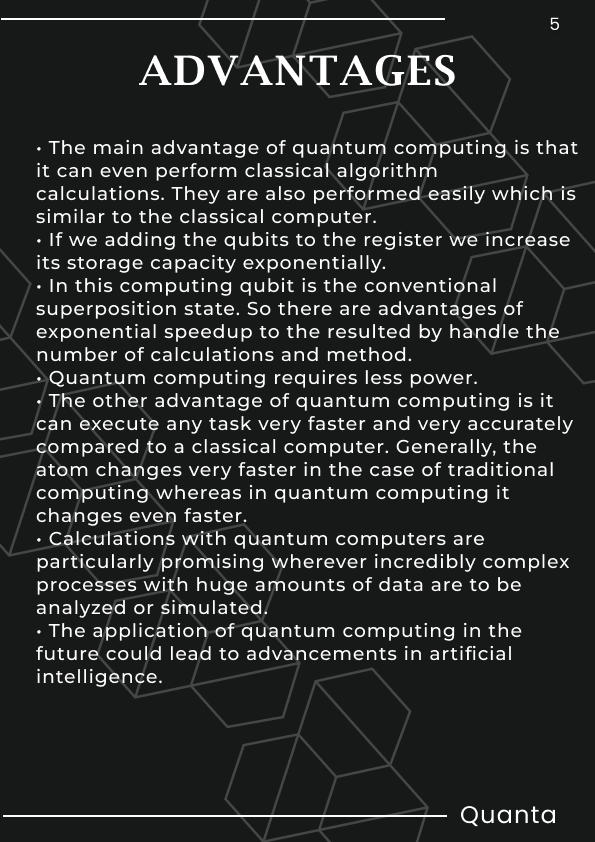 5
ADVANTAGES
• The main advantage of quantum computing is that
it can even perform classical algorithm
calculations. They are also performed easily which is
similar to the classical computer.
• If we adding the qubits to the register we increase
its storage capacity exponentially.
• In this computing qubit is the conventional
superposition state. So there are advantages of
exponential speedup to the resulted by handle the
number of calculations and method.
• Quantum computing requires less power.
• The other advantage of quantum computing is it
can execute any task very faster and very accurately
compared to a classical computer. Generally, the
atom changes very faster in the case of traditional
computing whereas in quantum computing it
changes even faster.
• Calculations with quantum computers are
particularly promising wherever incredibly complex
processes with huge amounts of data are to be
analyzed or simulated.
• The application of quantum computing in the
future could lead to advancements in artificial
intelligence.
Quanta